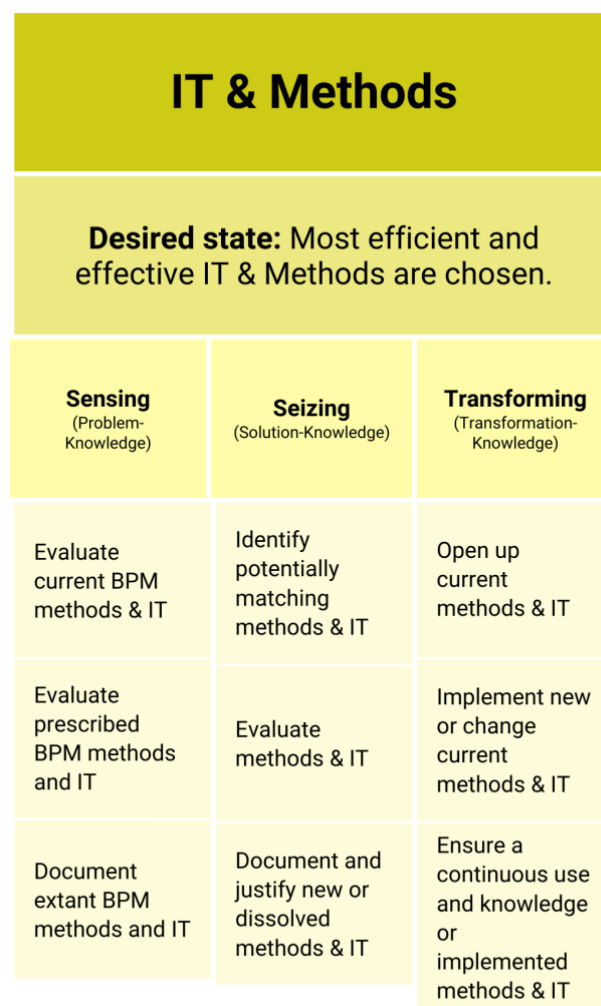 IT & Methods
Desired state: Most efficient and
effective IT & Methods are chosen.
Sensing
(Problem-
Knowledge)
Seizing
(Solution-Knowledge)
Transforming
(Transformation-
Knowledge)
Evaluate
current BPM
methods & IT
Identify
potentially
matching
methods & IT
Open up
current
methods & IT
Evaluate
prescribed
BPM methods
and IT
Evaluate
methods & IT
Implement new
or change
current
methods & IT
Document
extant BPM
methods and IT
Document and
justify new or
dissolved
methods & IT
Ensure a
continuous use
and knowledge
or
implemented
methods & IT